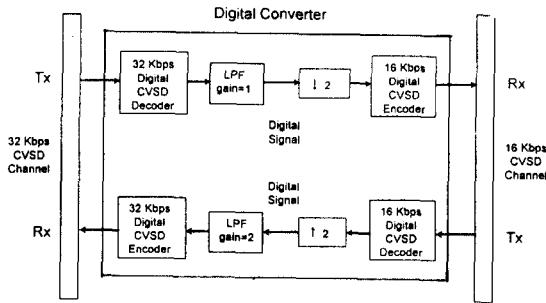 Digital Converter
Tx
32 Kbps
Digital
CVSD
Decoder
LPF
gain=1
↓ 2
16 Kbps
Digital
CVSD
Encoder
Rx
32 Kbps
CVSD
Channel
Digital
Signal
16 Kbps
CVSD
Channel
Digital
Signal
Rx
32 Kbps
Digital
CVSD
Encoder
LPF
gain=2
↑ 2
16 Kbps
Digital
CVSD
Decoder
Tx